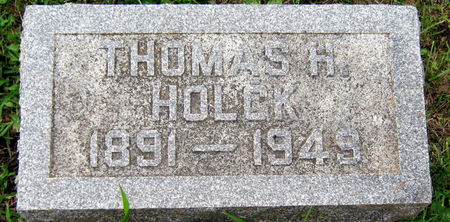 THOMAS H.
HOLCK
1891 — 1949